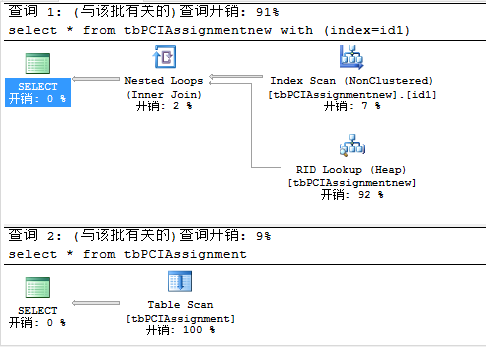 查询 1: (与该批有关的)查询开销: 91%
select * from tbPCIAssignmentnew with (index=id1)
SELECT
开销: 0 %
Nested Loops
(Inner Join)
开销: 2 %
Index Scan (NonClustered)
[tbPCIAssignmentnew].[id1]
开销: 7 %
RID Lookup (Heap)
[tbPCIAssignmentnew]
开销: 92 %
查询 2: (与该批有关的)查询开销: 9%
select * from tbPCIAssignment
SELECT
开销: 0 %
Table Scan
[tbPCIAssignment]
开销: 100 %